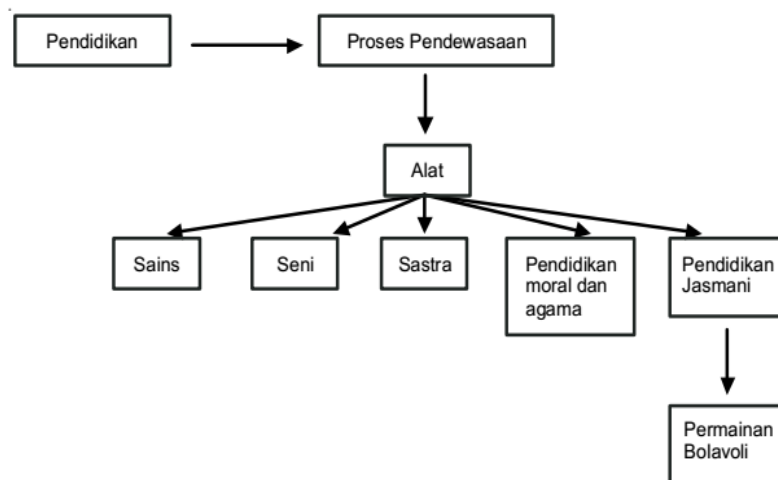 Pendidikan
Proses Pendewasaan
Alat
Sains
Seni
Sastra
Pendidikan
moral dan
agama
Pendidikan
Jasmani
Permainan
Bolavoli